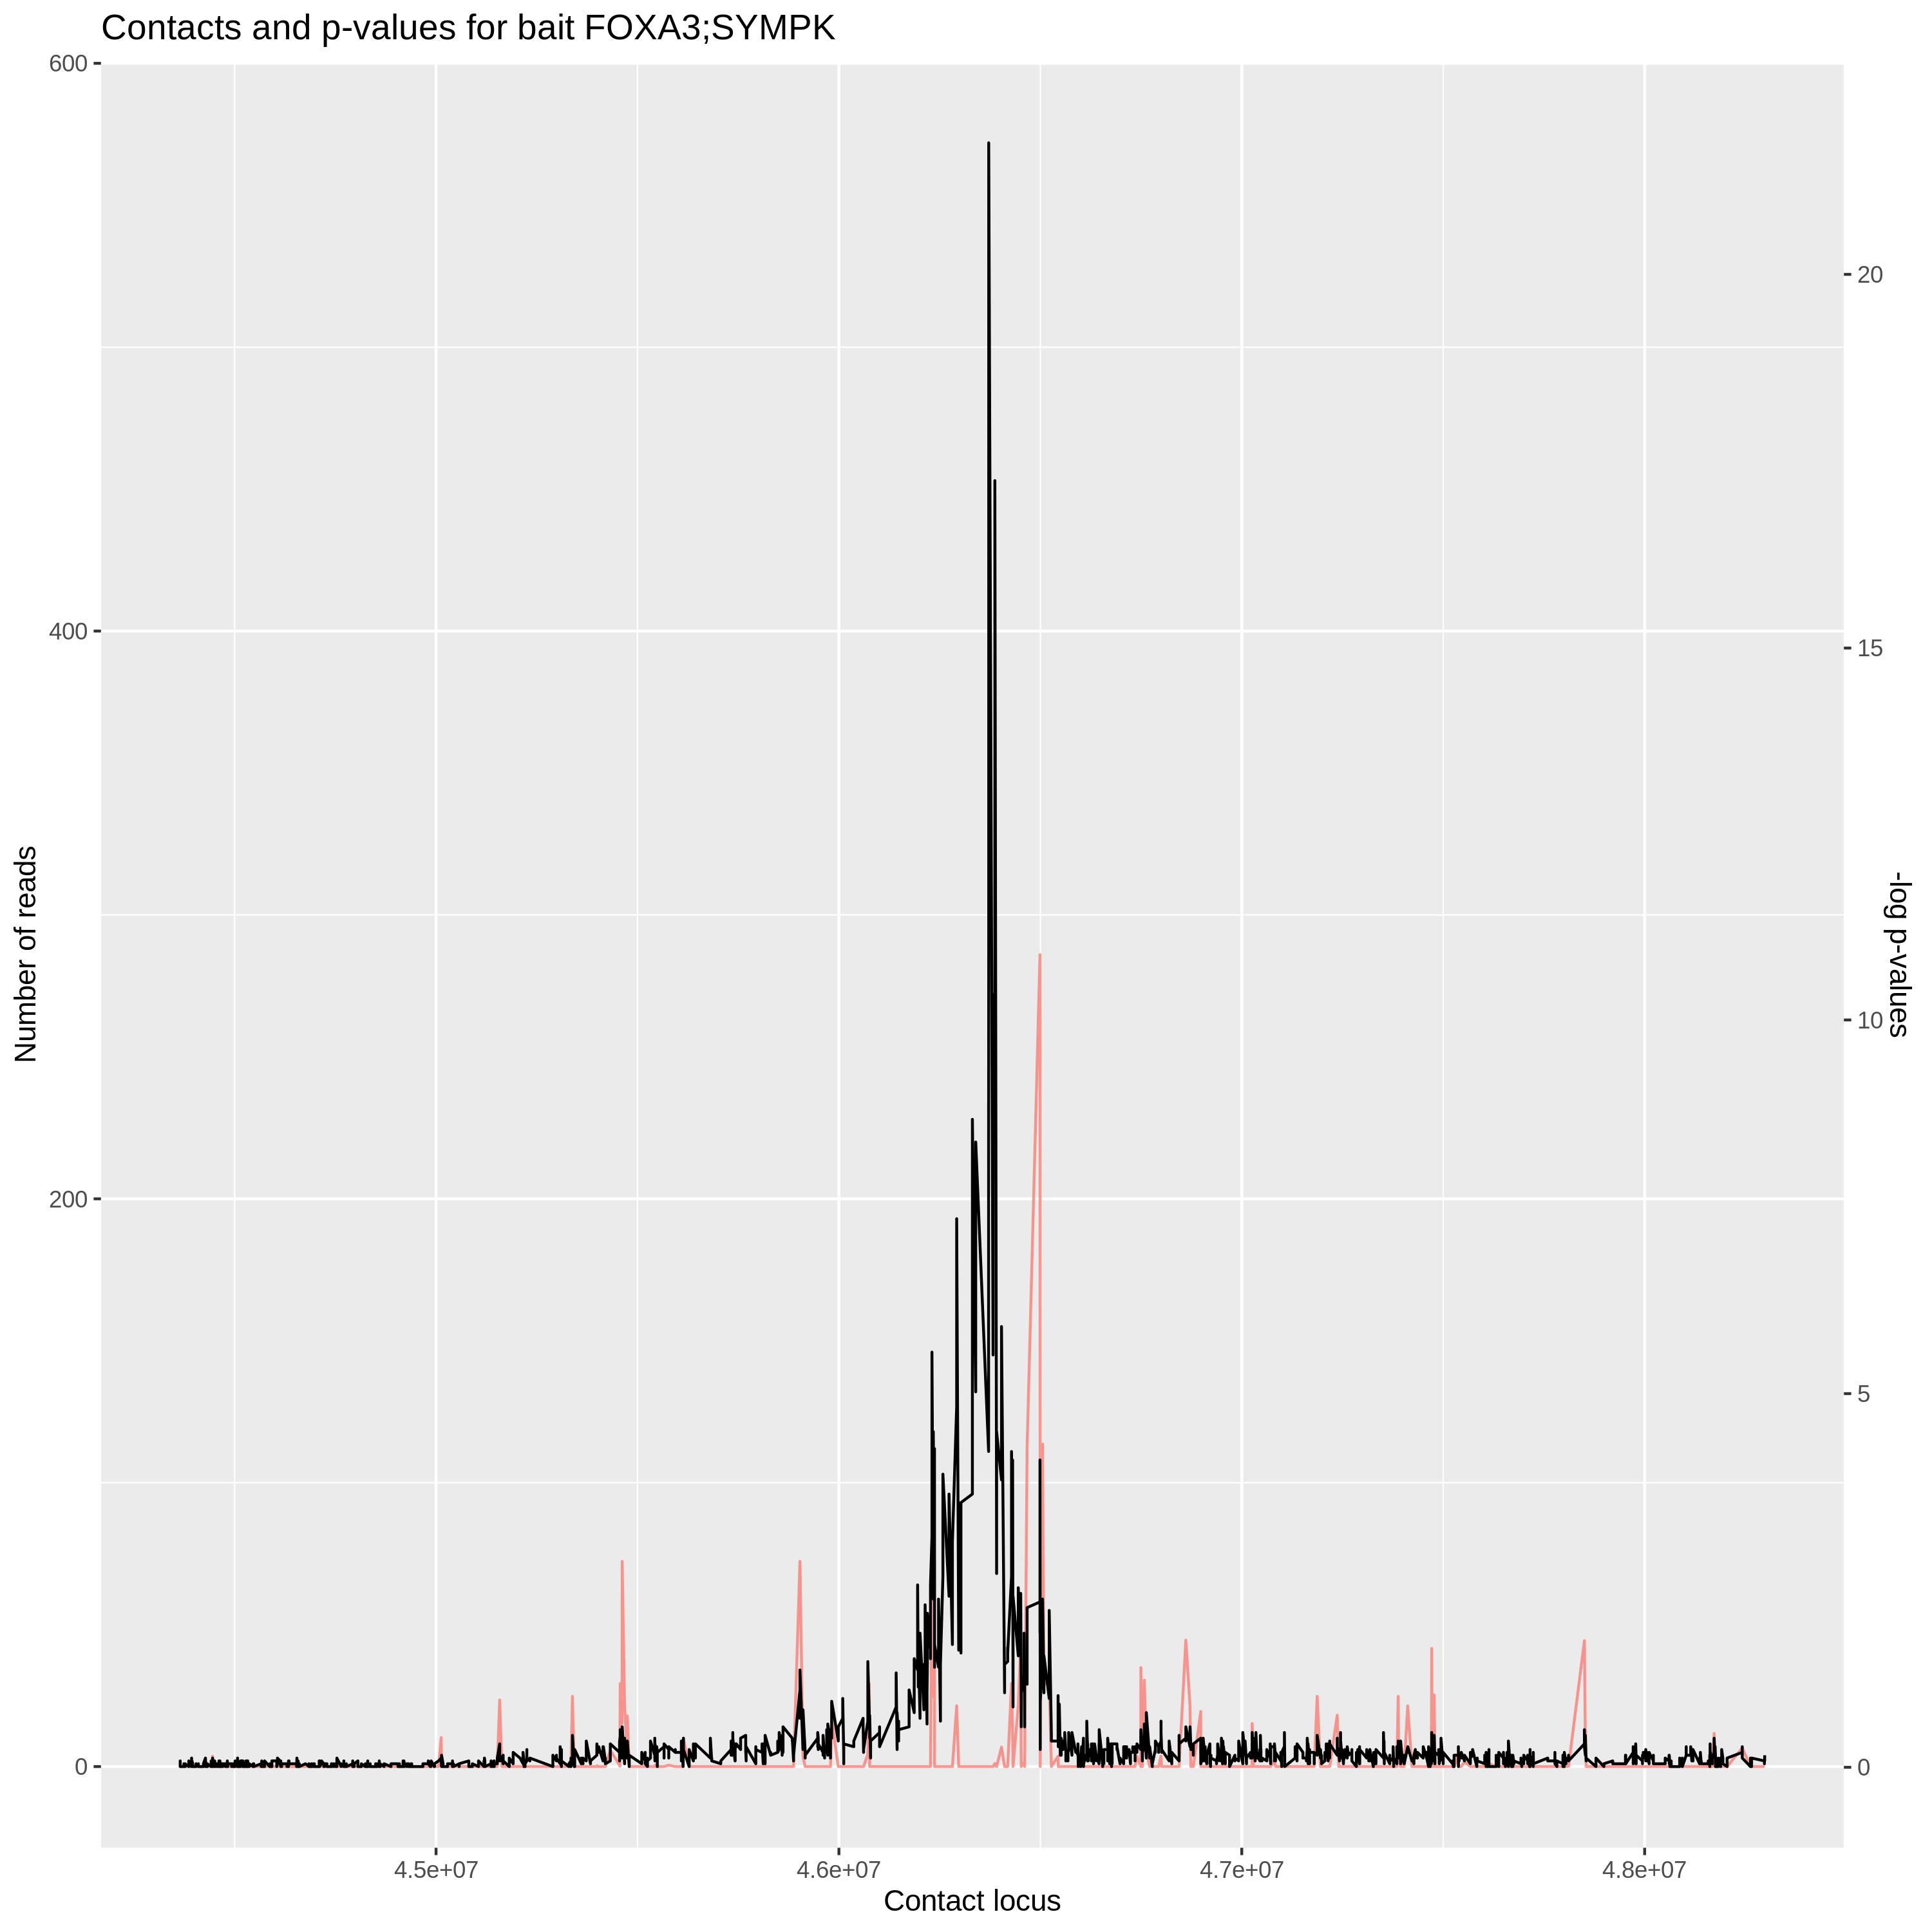 Contacts and p-values for bait FOXA3;SYMPK
600
400
200
0
Number of reads
20
15
10
5
0
-log p-values
4.5e+07
4.6e+07
4.7e+07
4.8e+07
Contact locus